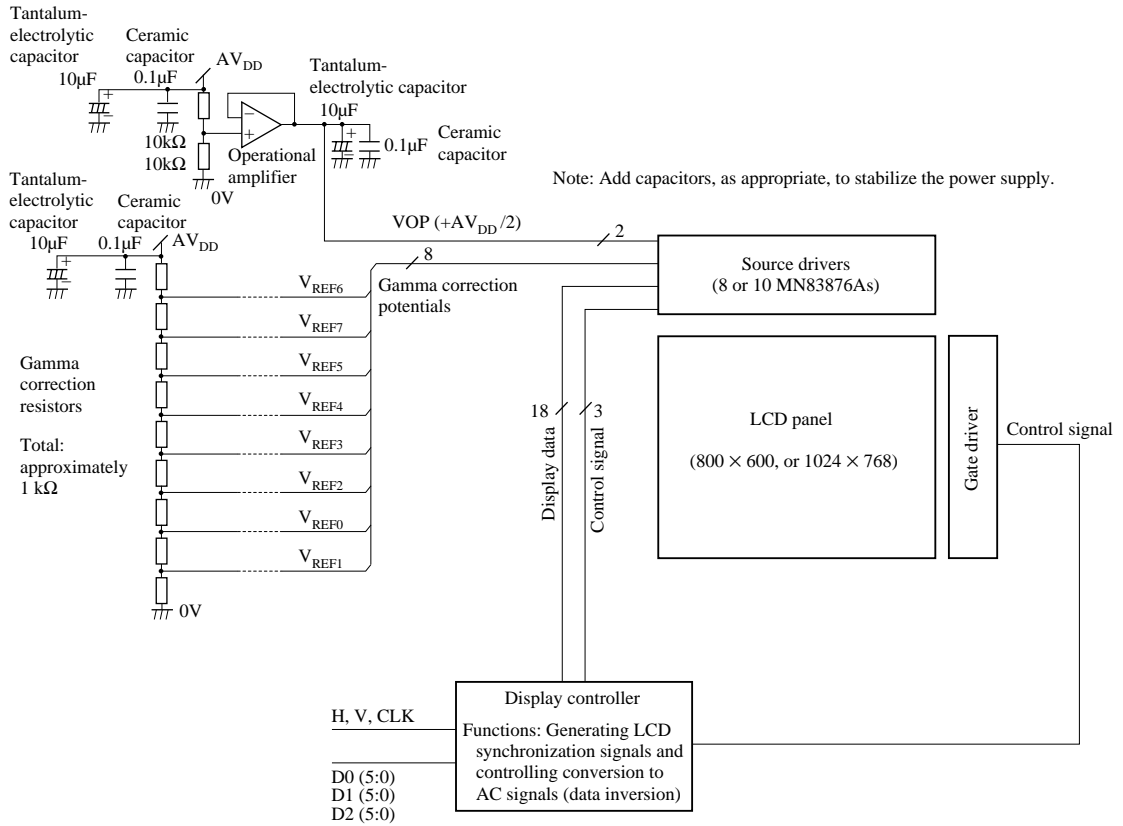 Tantalum-
electrolytic
capacitor
Ceramic
capacitor
AVDD
10µF
0.1µF
10kΩ
10kΩ
0V
Operational
amplifier
Tantalum-
electrolytic capacitor
10µF
0.1µF
Ceramic
capacitor
Note: Add capacitors, as appropriate, to stabilize the power supply.
Tantalum-
electrolytic
capacitor
Ceramic
capacitor
AVDD
10µF
0.1µF
VOP (+AVDD/2)
2
8
Gamma correction
potentials
VREF6
VREF7
VREF5
VREF4
VREF3
VREF2
VREF0
VREF1
Gamma
correction
resistors
Total:
approximately
1 kΩ
0V
Source drivers
(8 or 10 MN83876As)
LCD panel
(800 × 600, or 1024 × 768)
Gate driver
Control signal
18
3
Display data
Control signal
Display controller
Functions: Generating LCD
synchronization signals and
controlling conversion to
AC signals (data inversion)
H, V, CLK
D0 (5:0)
D1 (5:0)
D2 (5:0)
− +
+ −
+ −
+ −